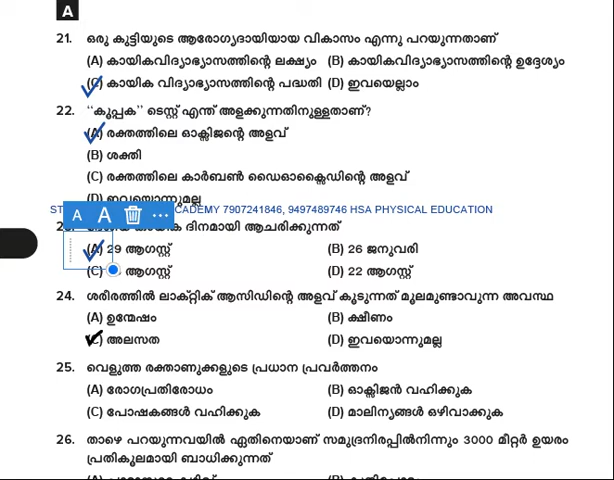 A
21. ഒരു കുട്ടിയുടെ ആരോഗ്യദായിയായ വികാസം എന്നു പറയുന്നതാണ്
(A) കായികവിദ്യാഭ്യാസത്തിന്റെ ലക്ഷ്യം (B) കായികവിദ്യാഭ്യാസത്തിന്റെ ഉദ്ദേശ്യം
(C) കായിക വിദ്യാഭ്യാസത്തിന്റെ പദ്ധതി (D) ഇവയെല്ലാം
22. “കൂപ്പക” ടെസ്റ്റ് എന്ത് അളക്കുന്നതിനുള്ളതാണ്?
(A) രക്തത്തിലെ ഓക്സിജന്റെ അളവ്
(B) ശക്തി
(C) രക്തത്തിലെ കാർബൺ ഡൈഓക്സൈഡിന്റെ അളവ്
(D) ഇവയൊന്നുമല്ല
A A ...
CADEMY 7907241846, 9497489746 HSA PHYSICAL EDUCATION
കായിക ദിനമായി ആചരിക്കുന്നത്
(A) 29 ആഗസ്റ്റ് (B) 26 ജനുവരി
(C) ആഗസ്റ്റ് (D) 22 ആഗസ്റ്റ്
24. ശരീരത്തിൽ ലാക്റ്റിക് ആസിഡിന്റെ അളവ് കൂടുന്നത് മൂലമുണ്ടാവുന്ന അവസ്ഥ
(A) ഉന്മേഷം (B) ക്ഷീണം
(C) അലസത (D) ഇവയൊന്നുമല്ല
25. വെളുത്ത രക്താണുക്കളുടെ പ്രധാന പ്രവർത്തനം
(A) രോഗപ്രതിരോധം (B) ഓക്സിജൻ വഹിക്കുക
(C) പോഷകങ്ങൾ വഹിക്കുക (D) മാലിന്യങ്ങൾ ഒഴിവാക്കുക
26. താഴെ പറയുന്നവയിൽ ഏതിനെയാണ് സമുദ്രനിരപ്പിൽനിന്നും 3000 മീറ്റർ ഉയരം
പ്രതികൂലമായി ബാധിക്കുന്നത്